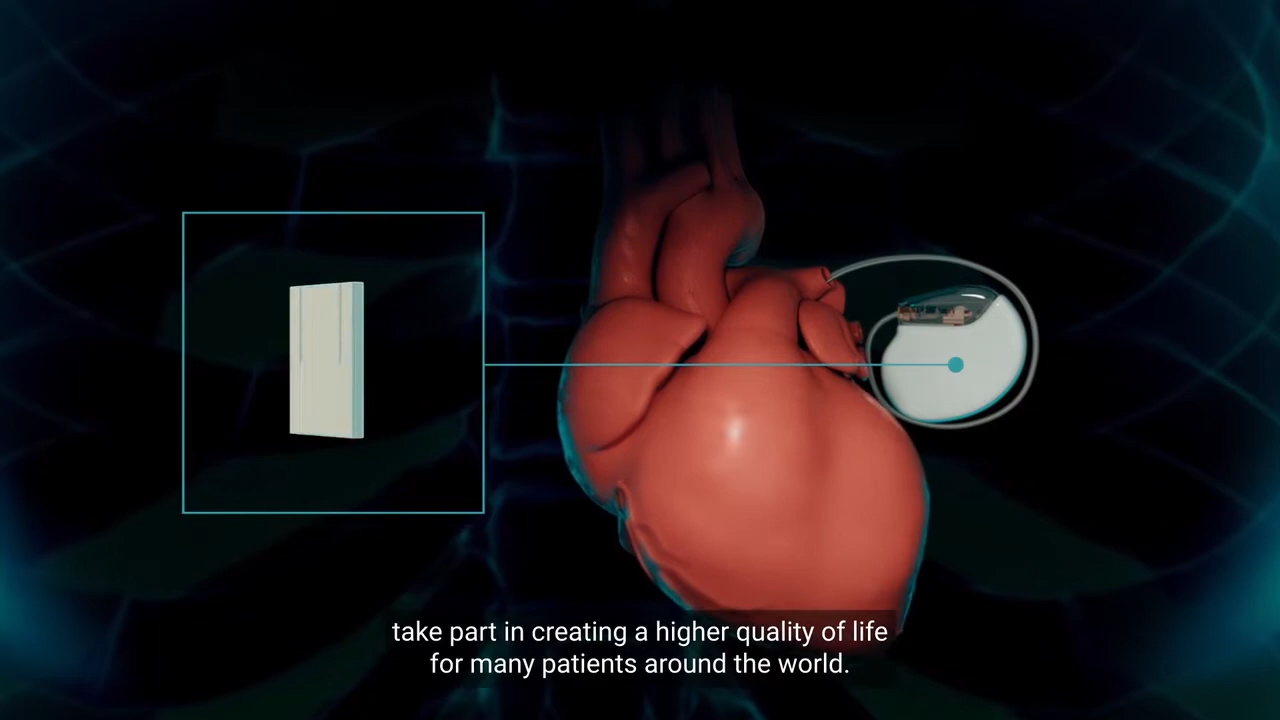 take part in creating a higher quality of life
for many patients around the world.